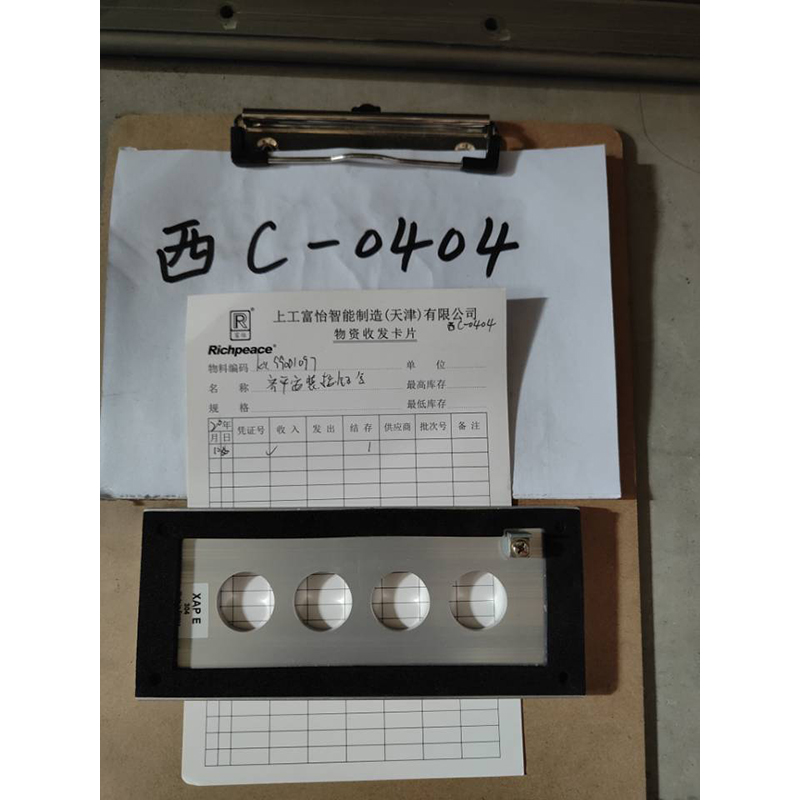 西 C-0404
R
®
富怡
上工富怡智能制造(天津)有限公司
物资收发卡片
西C-0404
Richpeace®
物料编码
单 位
名 称
最高库存
规 格
最低库存
年 凭证号 收入 发出 结存 供应商 批次号 备注
月 日
✓ 1
XAP E
304